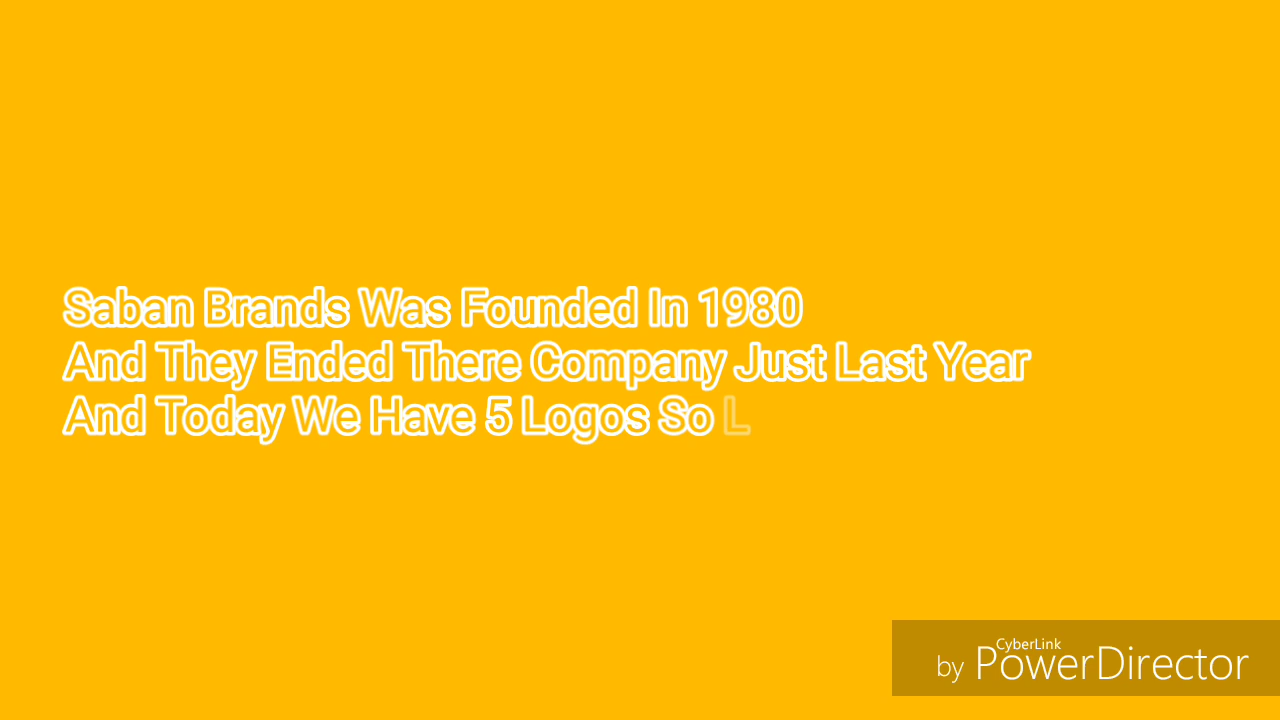 Saban Brands Was Founded In 1980
And They Ended There Company Just Last Year
And Today We Have 5 Logos So L
by CyberLink PowerDirector